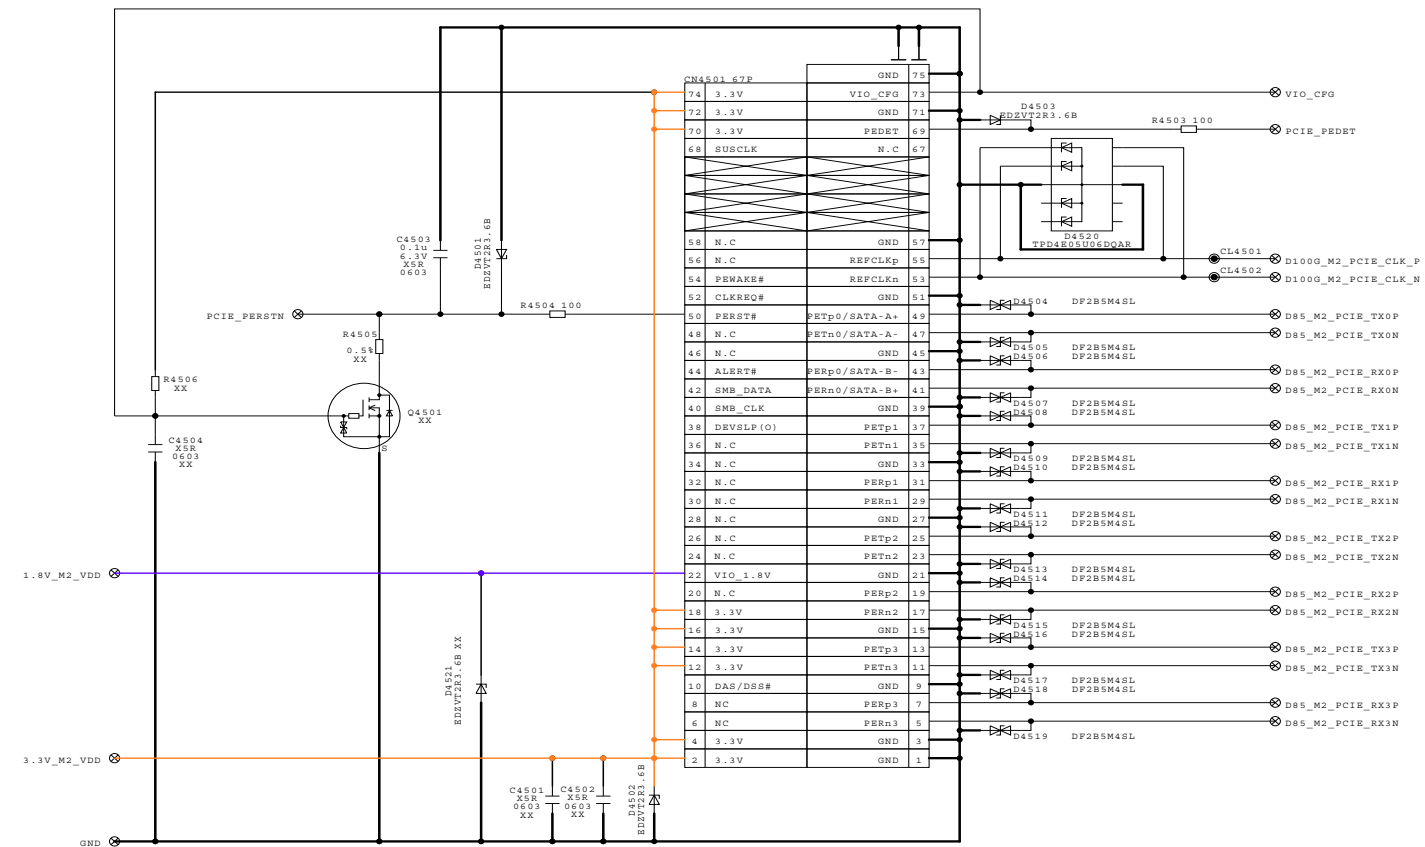 CN4501 67P
GND 75
74 3.3V VIO_CFG 73
VIO_CFG
72 3.3V GND 71
D4503
EDZVT2R3.6B
70 3.3V PEDET 69
R4503 100
PCIE_PEDET
68 SUSCLK N.C 67
D4520
TPD4E05U06DQAR
58 N.C GND 57
56 N.C REFCLKp 55
CL4501
D100G_M2_PCIE_CLK_P
54 PEWAKE# REFCLKn 53
CL4502
D100G_M2_PCIE_CLK_N
52 CLKREQ# GND 51
D4504 DF2B5M4SL
50 PERST# PETp0/SATA-A+ 49
D85_M2_PCIE_TX0P
48 N.C PETn0/SATA-A- 47
D85_M2_PCIE_TX0N
D4505 DF2B5M4SL
46 N.C GND 45
D4506 DF2B5M4SL
44 ALERT# PERp0/SATA-B- 43
D85_M2_PCIE_RX0P
42 SMB_DATA PERn0/SATA-B+ 41
D85_M2_PCIE_RX0N
D4507 DF2B5M4SL
40 SMB_CLK GND 39
D4508 DF2B5M4SL
38 DEVSLP(O) PETp1 37
D85_M2_PCIE_TX1P
36 N.C PETn1 35
D85_M2_PCIE_TX1N
D4509 DF2B5M4SL
34 N.C GND 33
D4510 DF2B5M4SL
32 N.C PERp1 31
D85_M2_PCIE_RX1P
30 N.C PERn1 29
D85_M2_PCIE_RX1N
D4511 DF2B5M4SL
28 N.C GND 27
D4512 DF2B5M4SL
26 N.C PETp2 25
D85_M2_PCIE_TX2P
24 N.C PETn2 23
D85_M2_PCIE_TX2N
D4513 DF2B5M4SL
22 VIO_1.8V GND 21
D4514 DF2B5M4SL
20 N.C PERp2 19
D85_M2_PCIE_RX2P
18 3.3V PERn2 17
D85_M2_PCIE_RX2N
D4515 DF2B5M4SL
16 3.3V GND 15
D4516 DF2B5M4SL
14 3.3V PETp3 13
D85_M2_PCIE_TX3P
12 3.3V PETn3 11
D85_M2_PCIE_TX3N
D4517 DF2B5M4SL
10 DAS/DSS# GND 9
D4518 DF2B5M4SL
8 NC PERp3 7
D85_M2_PCIE_RX3P
6 NC PERn3 5
D85_M2_PCIE_RX3N
D4519 DF2B5M4SL
4 3.3V GND 3
2 3.3V GND 1
C4503
0.1u
6.3V
X5R
0603
D4501
EDZVT2R3.6B
R4504 100
PCIE_PERSTN
R4505
0.5%
XX
R4506
XX
Q4501
XX
S
C4504
X5R
0603
XX
1.8V_M2_VDD
D4521
EDZVT2R3.6B XX
3.3V_M2_VDD
C4501
X5R
0603
XX
C4502
X5R
0603
XX
D4502
EDZVT2R3.6B
GND